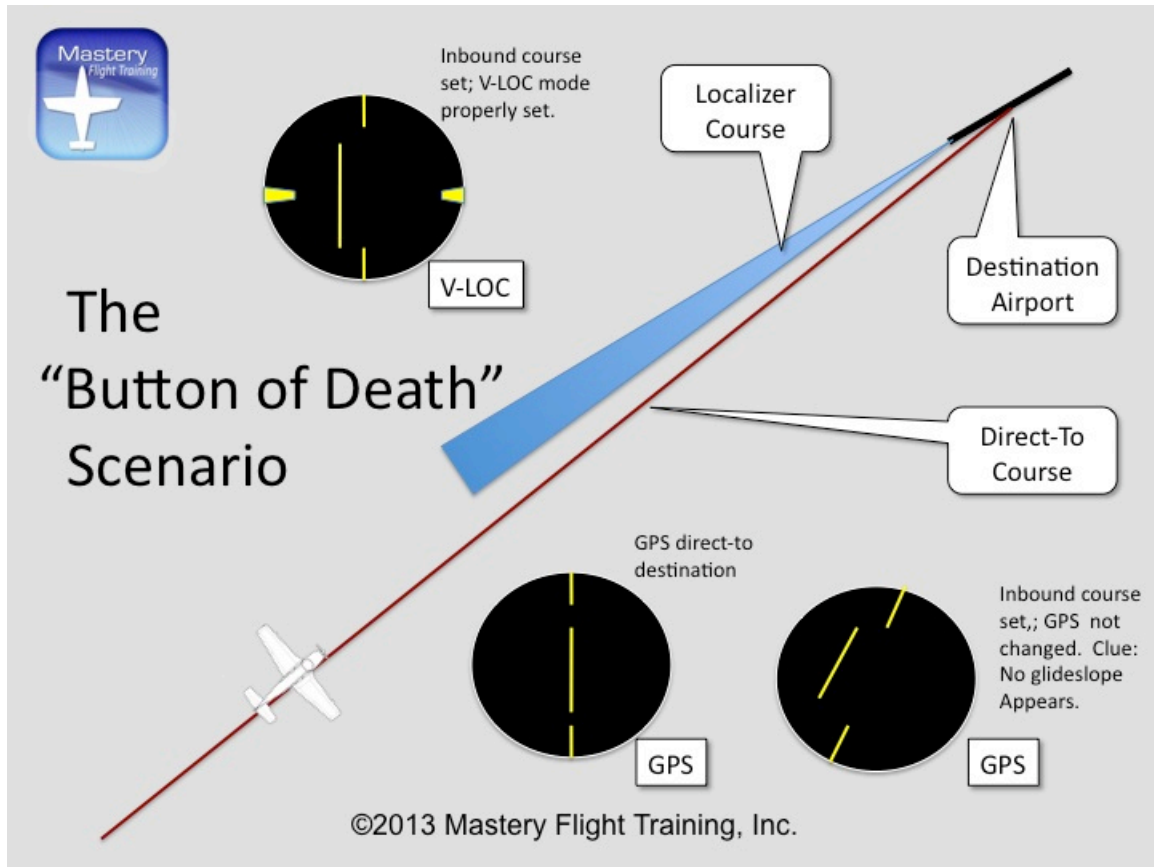 Mastery
Flight Training
Inbound course
set; V-LOC mode
properly set.
V-LOC
Localizer
Course
Destination
Airport
The
“Button of Death”
Scenario
Direct-To
Course
GPS direct-to
destination
GPS
Inbound course
set,; GPS not
changed. Clue:
No glideslope
Appears.
GPS
©2013 Mastery Flight Training, Inc.